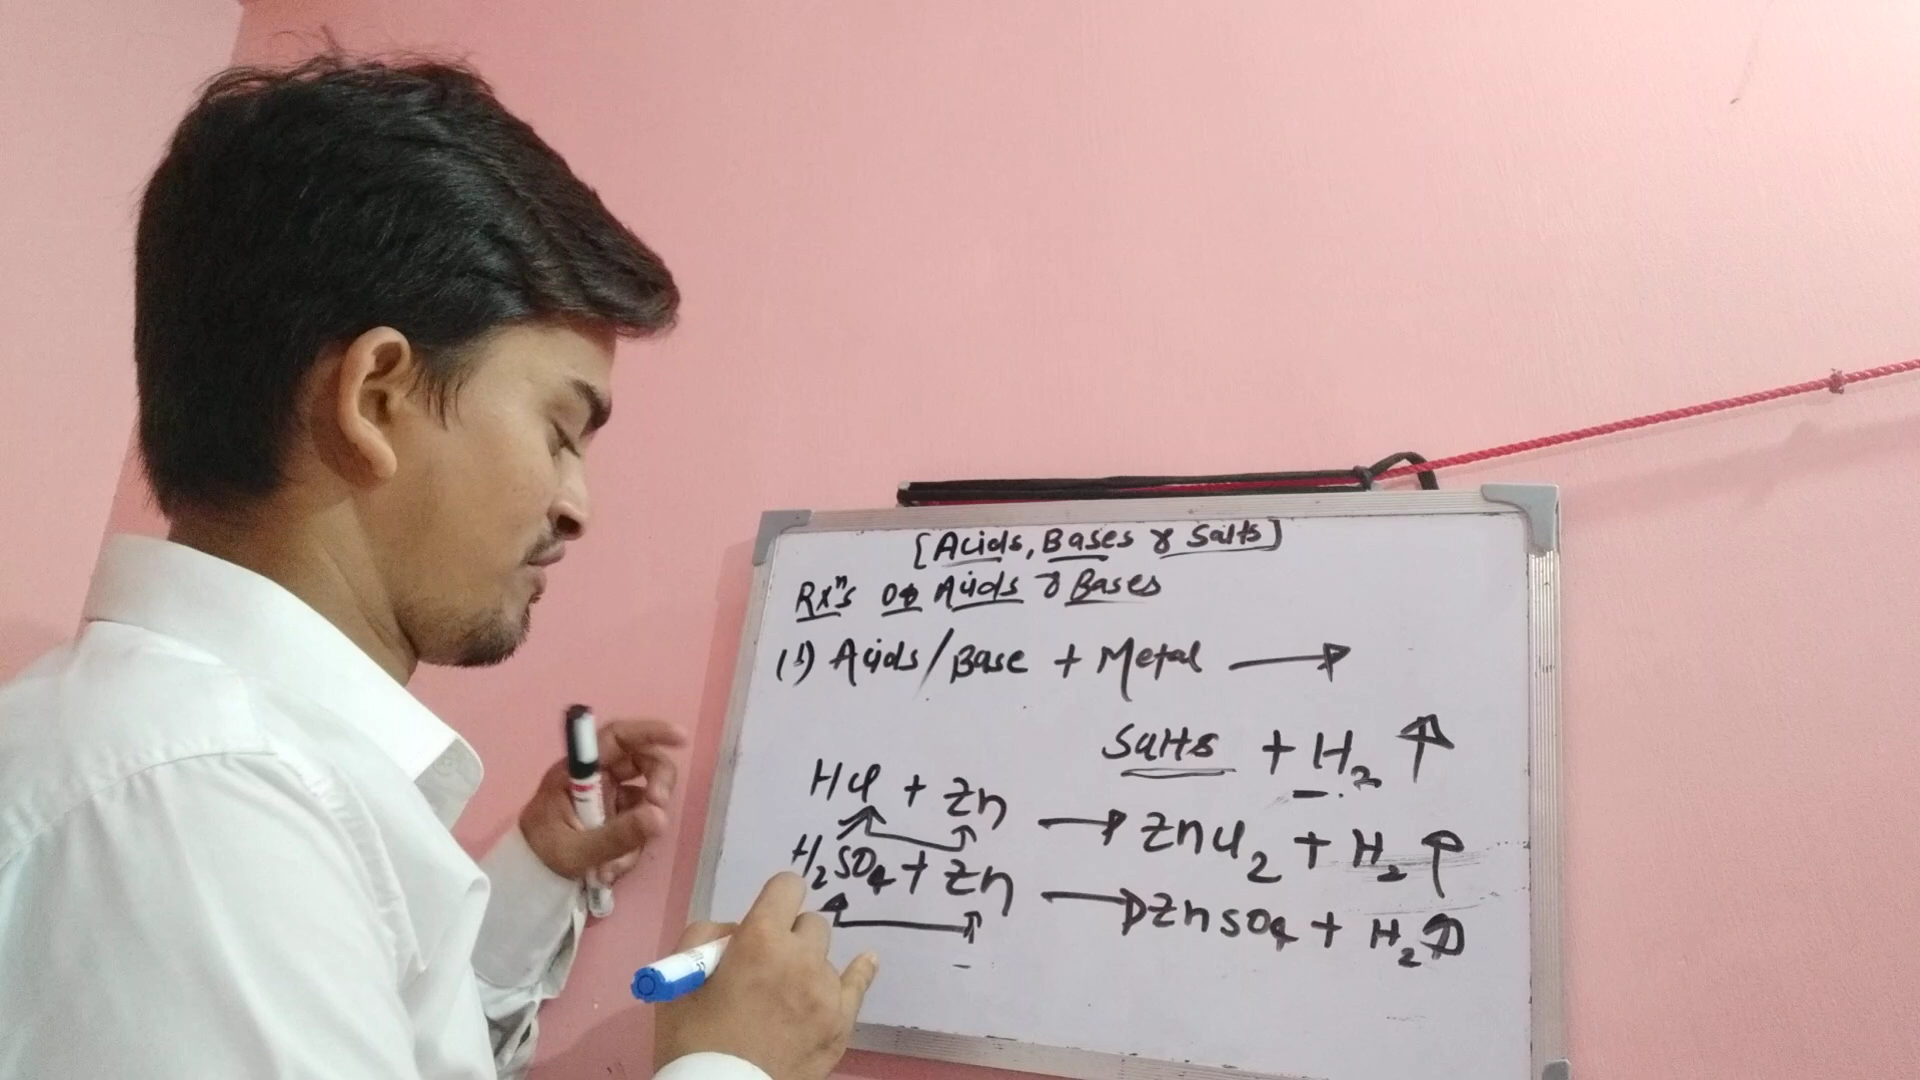 [Acids, Bases & Salts]
Rxⁿs of Acids & Bases
(1) Acids/Base + Metal →
Salts + H₂ ↑
HCl + Zn → ZnCl₂ + H₂ ↑
H₂SO₄ + Zn → ZnSO₄ + H₂ ↑